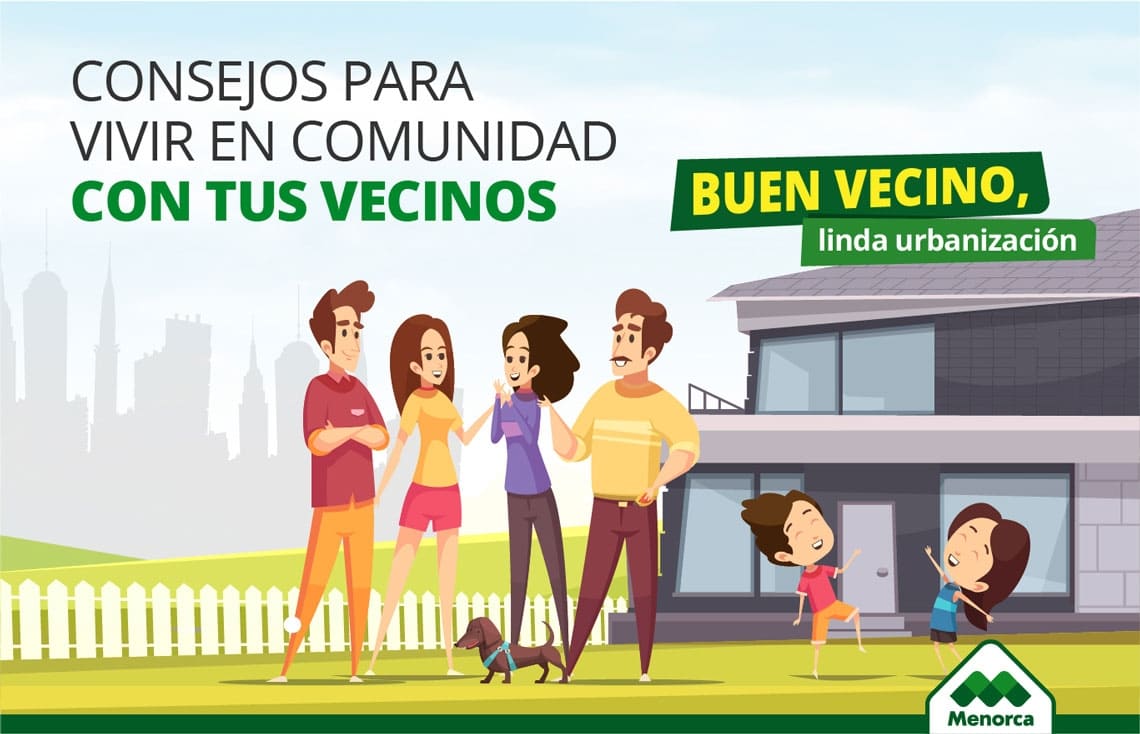 CONSEJOS PARA
VIVIR EN COMUNIDAD
CON TUS VECINOS
BUEN VECINO,
linda urbanización
Menorca